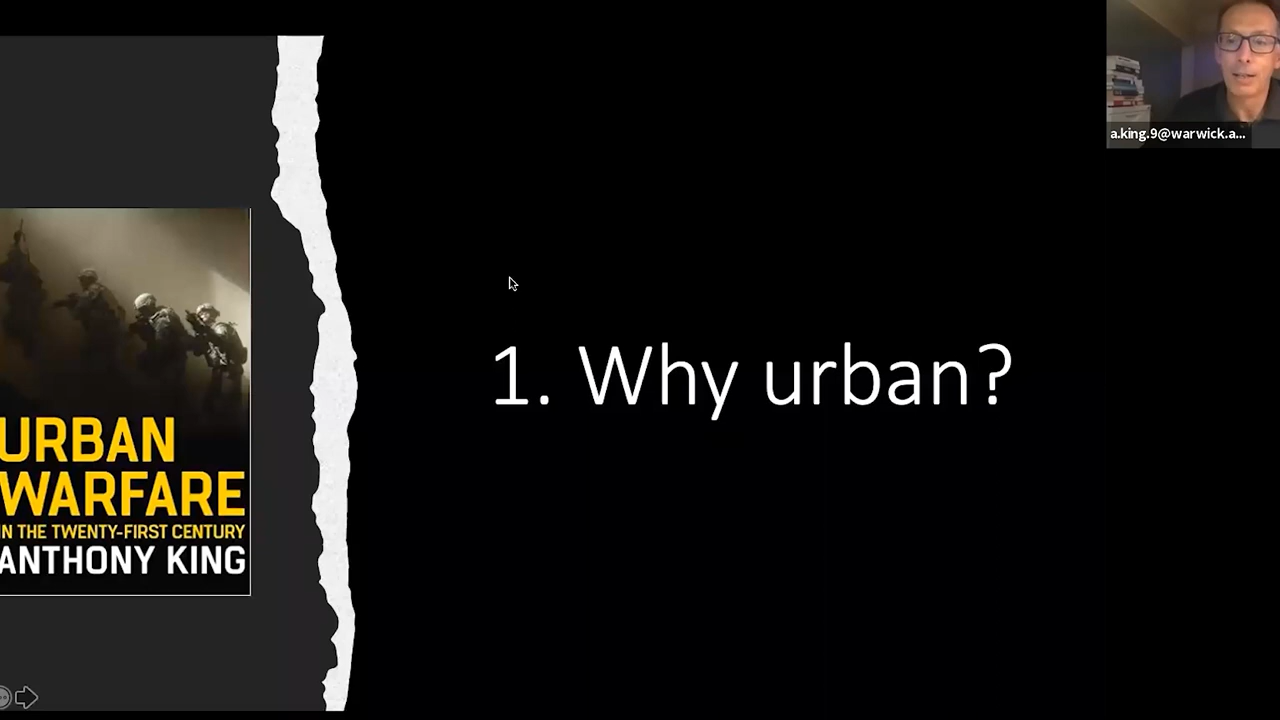 a.king.9@warwick.a...
1. Why urban?
URBAN
WARFARE
IN THE TWENTY-FIRST CENTURY
ANTHONY KING